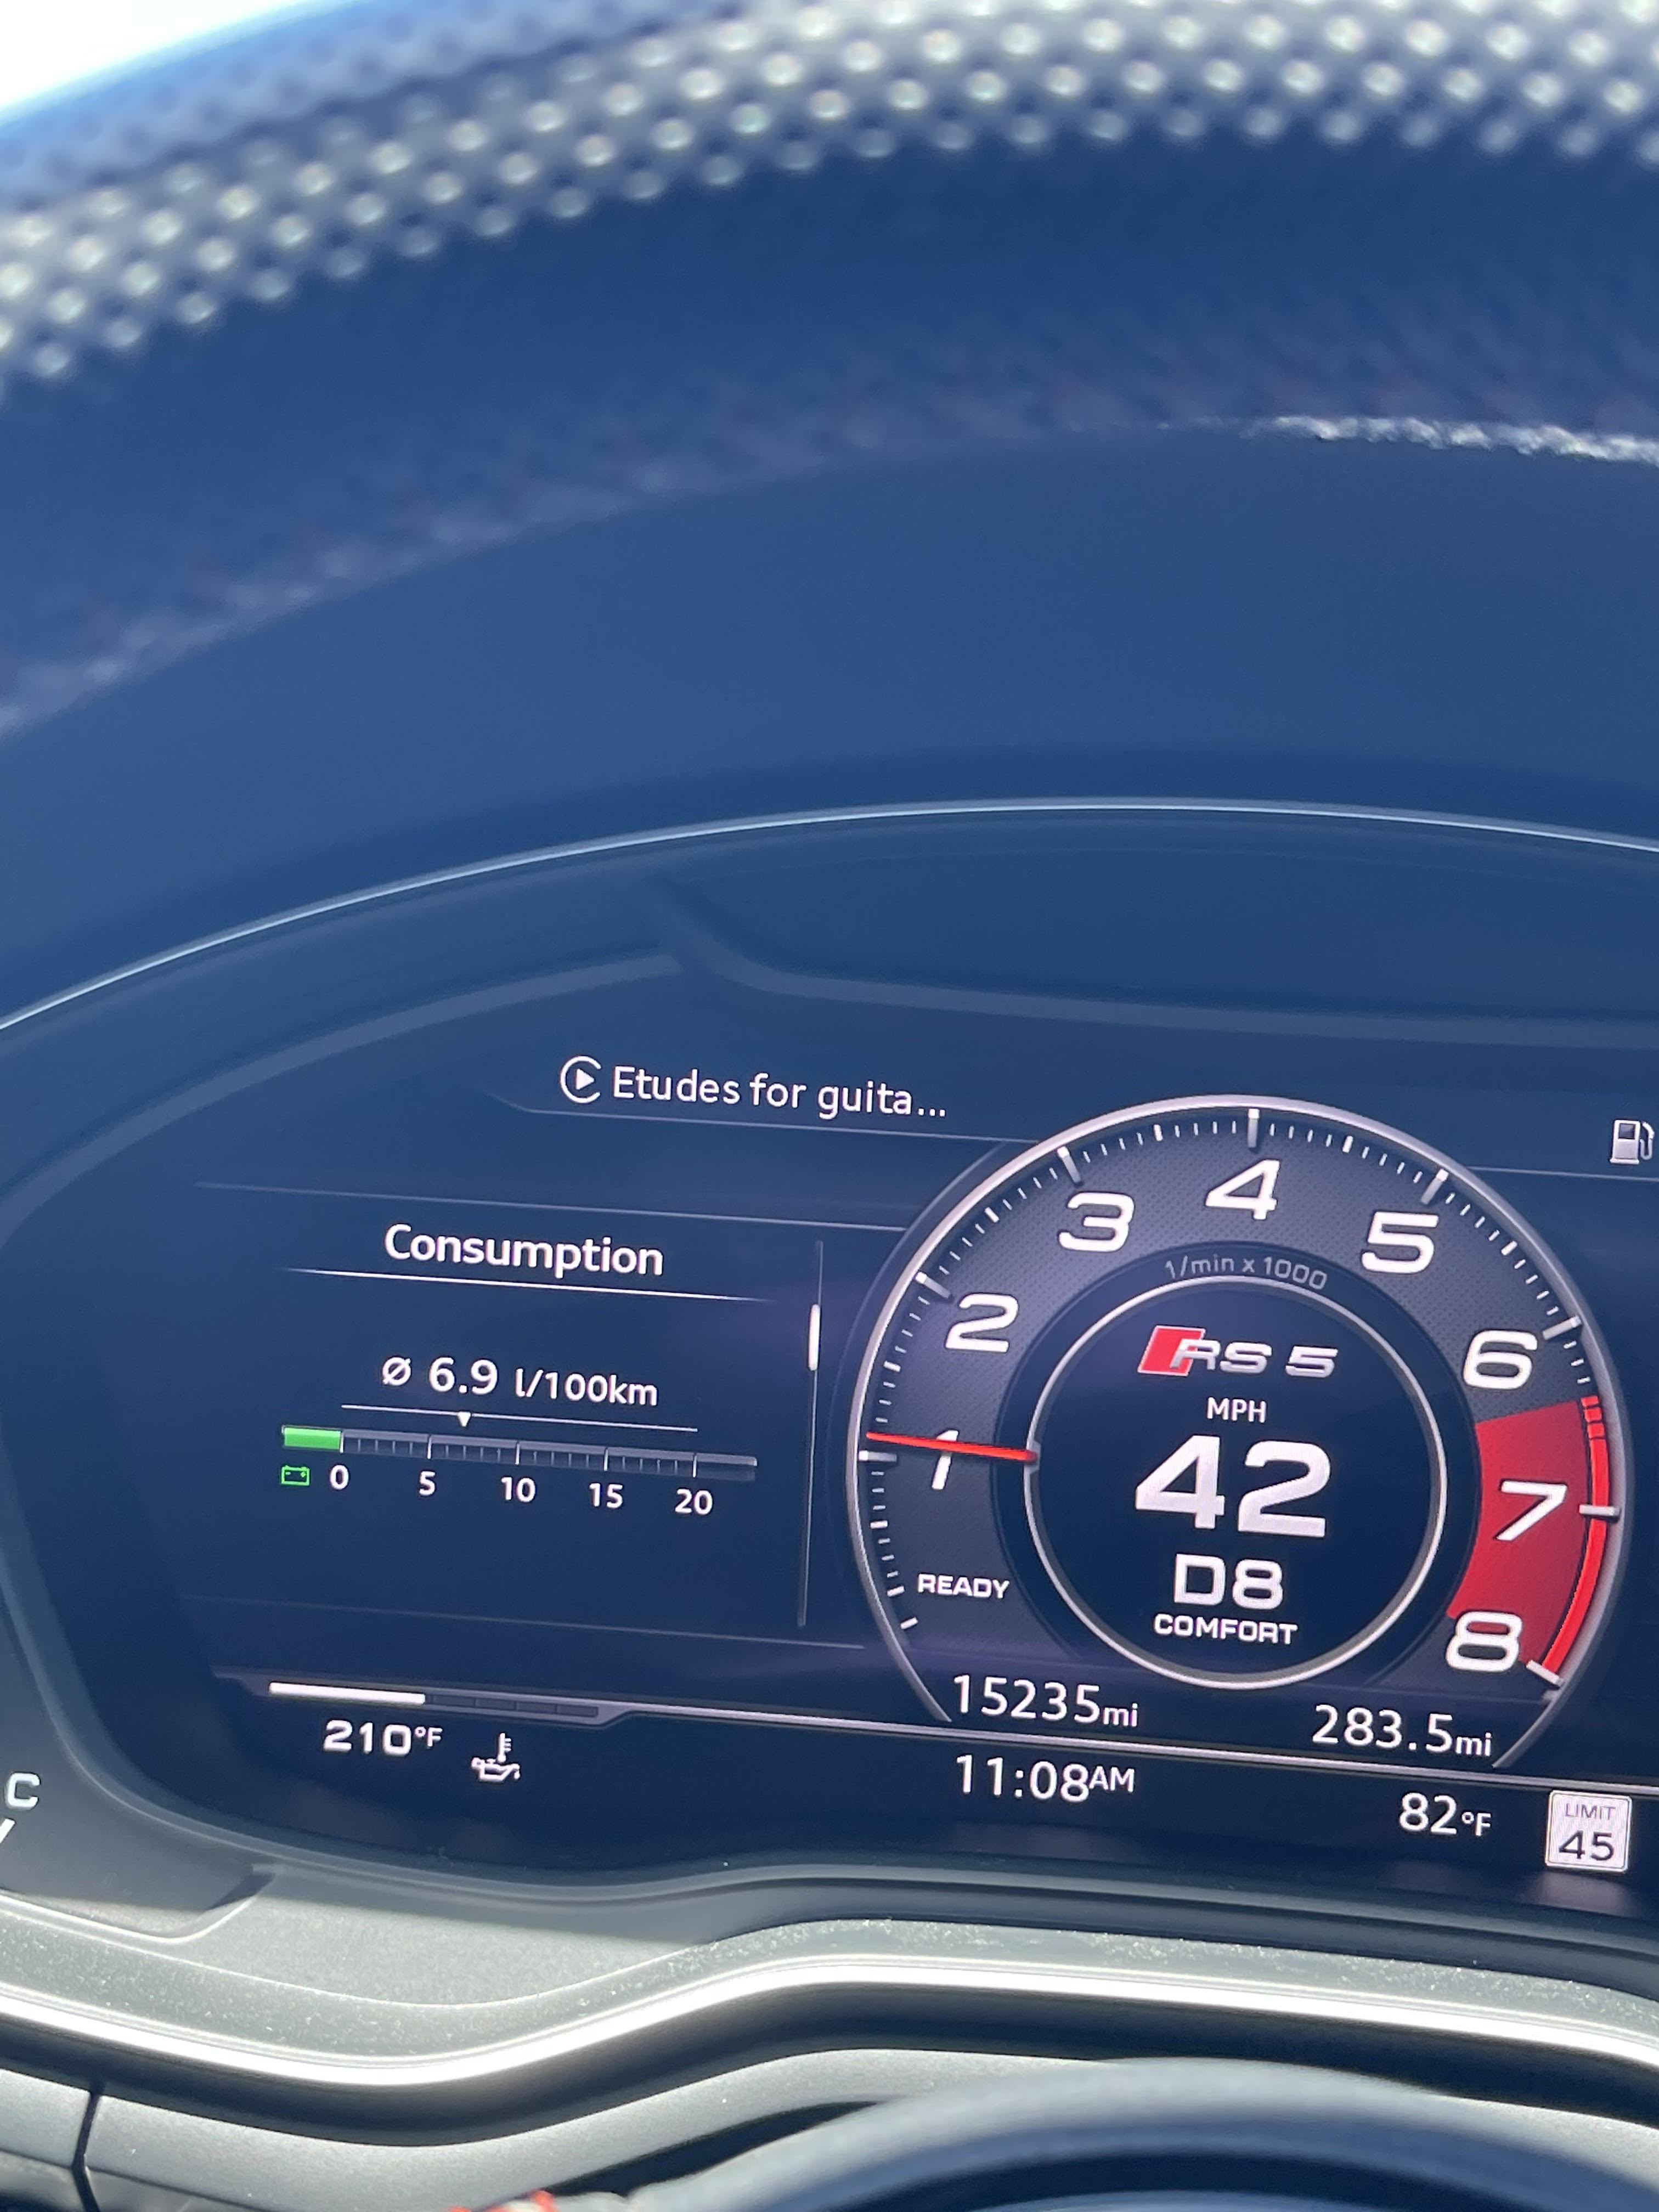 Etudes for guita...
Consumption
ø 6.9 l/100km
0 5 10 15 20
1 2 3 4 5 6 7 8
1/min x 1000
RS 5
MPH
42
D8
COMFORT
READY
15235mi
283.5mi
210°F
11:08AM
82°F
LIMIT
45
C